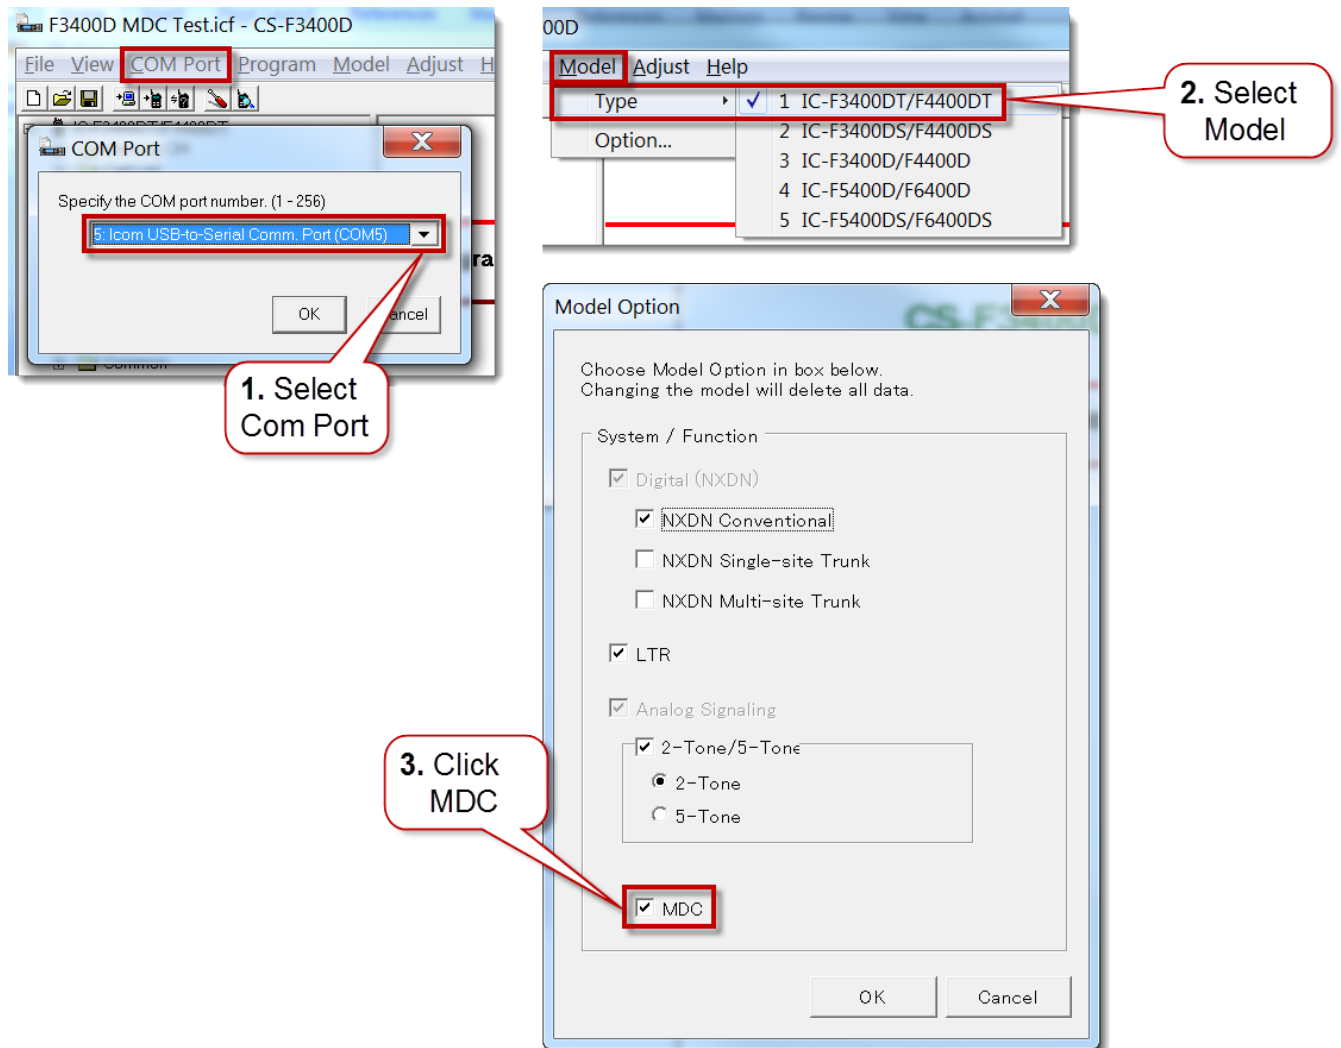 F3400D MDC Test.icf - CS-F3400D
File View COM Port Program Model Adjust H
COM Port
Specify the COM port number. (1 - 256)
5: Icom USB-to-Serial Comm. Port (COM5)
OK
ancel
ra
Common
1. Select
Com Port
00D
Model Adjust Help
Type
1 IC-F3400DT/F4400DT
2 IC-F3400DS/F4400DS
Option...
3 IC-F3400D/F4400D
4 IC-F5400D/F6400D
5 IC-F5400DS/F6400DS
2. Select
Model
Model Option
Choose Model Option in box below.
Changing the model will delete all data.
System / Function
Digital (NXDN)
NXDN Conventional
NXDN Single-site Trunk
NXDN Multi-site Trunk
LTR
Analog Signaling
2-Tone/5-Tone
2-Tone
5-Tone
3. Click
MDC
MDC
OK Cancel